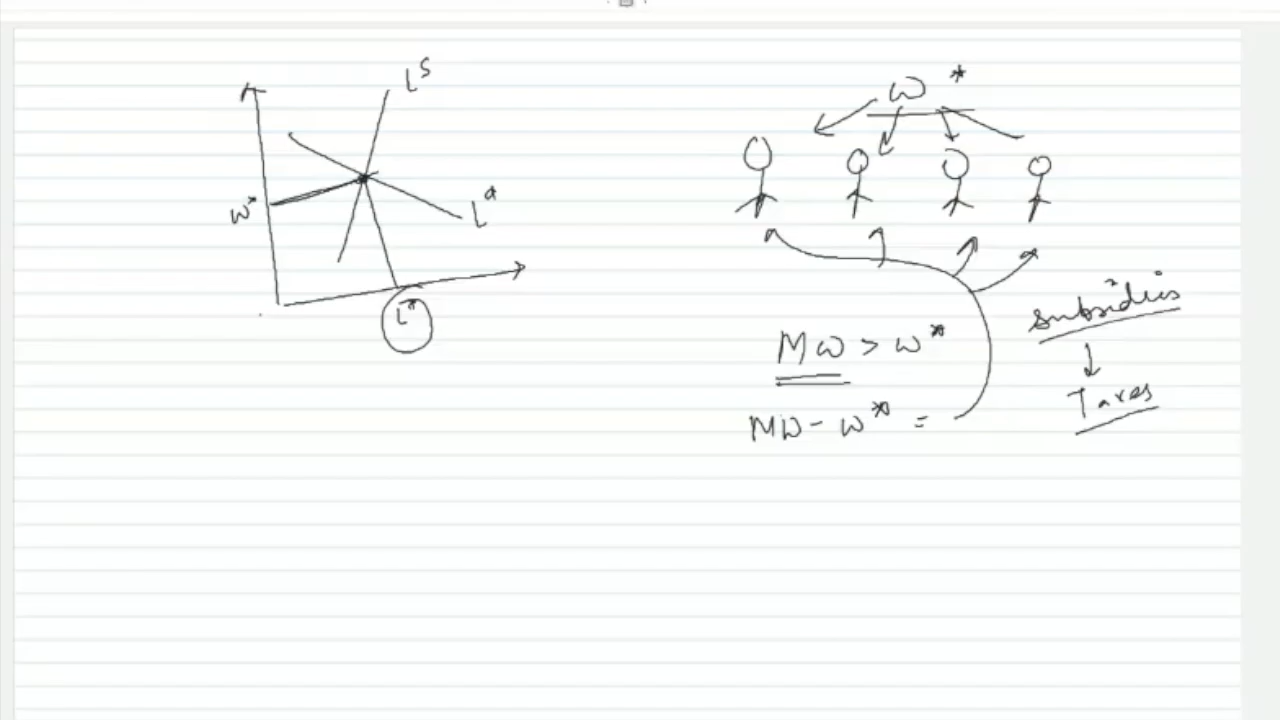 L^s
w*
L^d
L*
w*
MW > w*
MW - w* =
subsidies
↓
Taxes